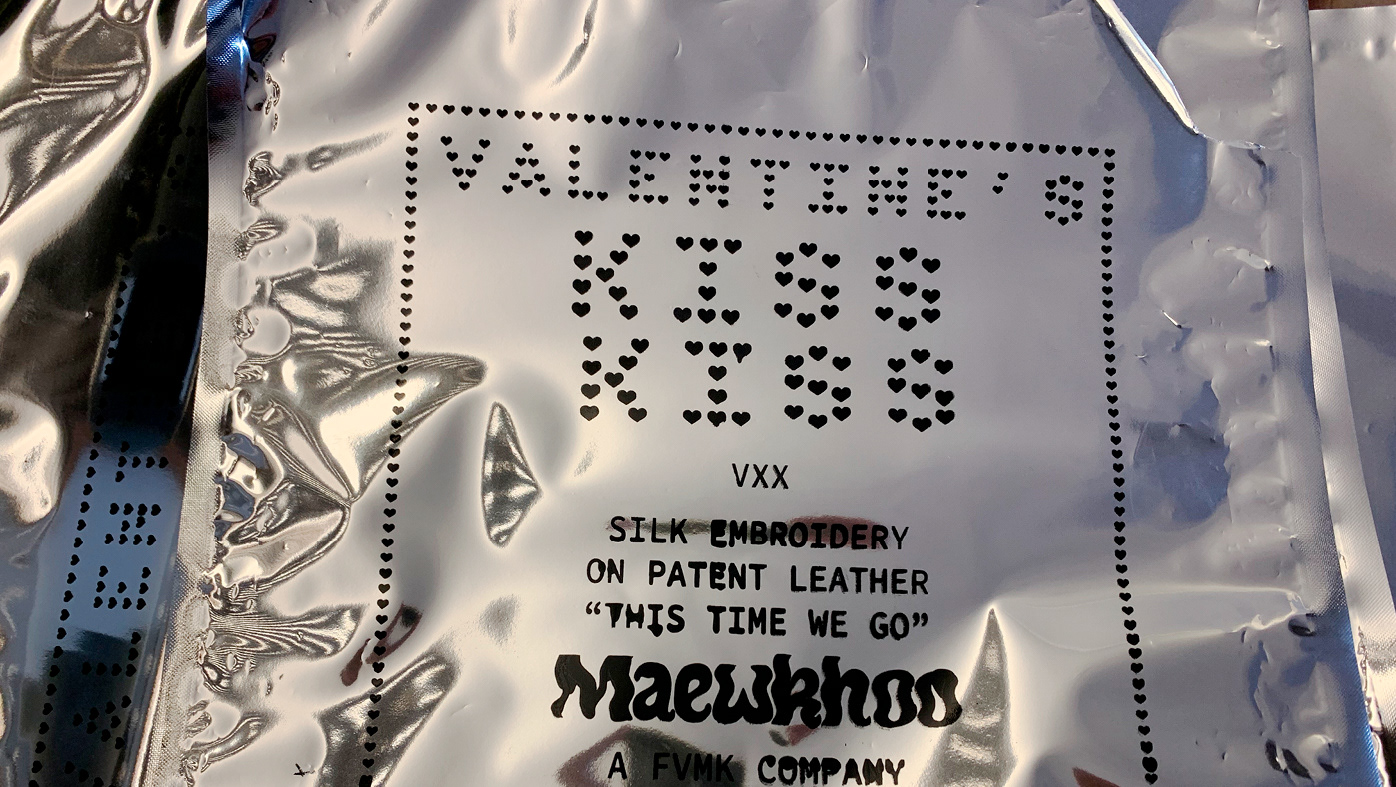 VALENTINE'S
KISS
KISS
VXX
SILK EMBROIDERY
ON PATENT LEATHER
“THIS TIME WE GO”
Maewkhoo
A FVMK COMPANY